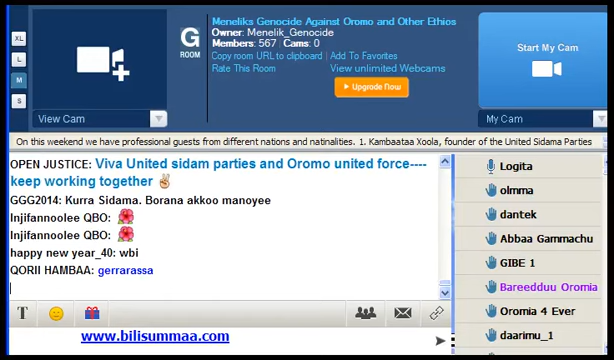 XL
L
M
S
View Cam
G
ROOM
Meneliks Genocide Against Oromo and Other Ethios
Owner: Menelik_Genocide
Members: 567 | Cams: 0
Copy room URL to clipboard | Add To Favorites
Rate This Room View unlimited Webcams
Upgrade Now
Start My Cam
My Cam
On this weekend we have professional guests from different nations and natinalities. 1. Kambaataa Xoola, founder of the United Sidama Parties
OPEN JUSTICE: Viva United sidam parties and Oromo united force----
keep working together
GGG2014: Kurra Sidama. Borana akkoo manoyee
Injifannoolee QBO:
Injifannoolee QBO:
happy new year_40: wbi
QORII HAMBAA: gerrarassa
T
www.bilisummaa.com
Logita
olmma
dantek
Abbaa Gammachu
GIBE 1
Bareedduu Oromia
Oromia 4 Ever
daarimu_1